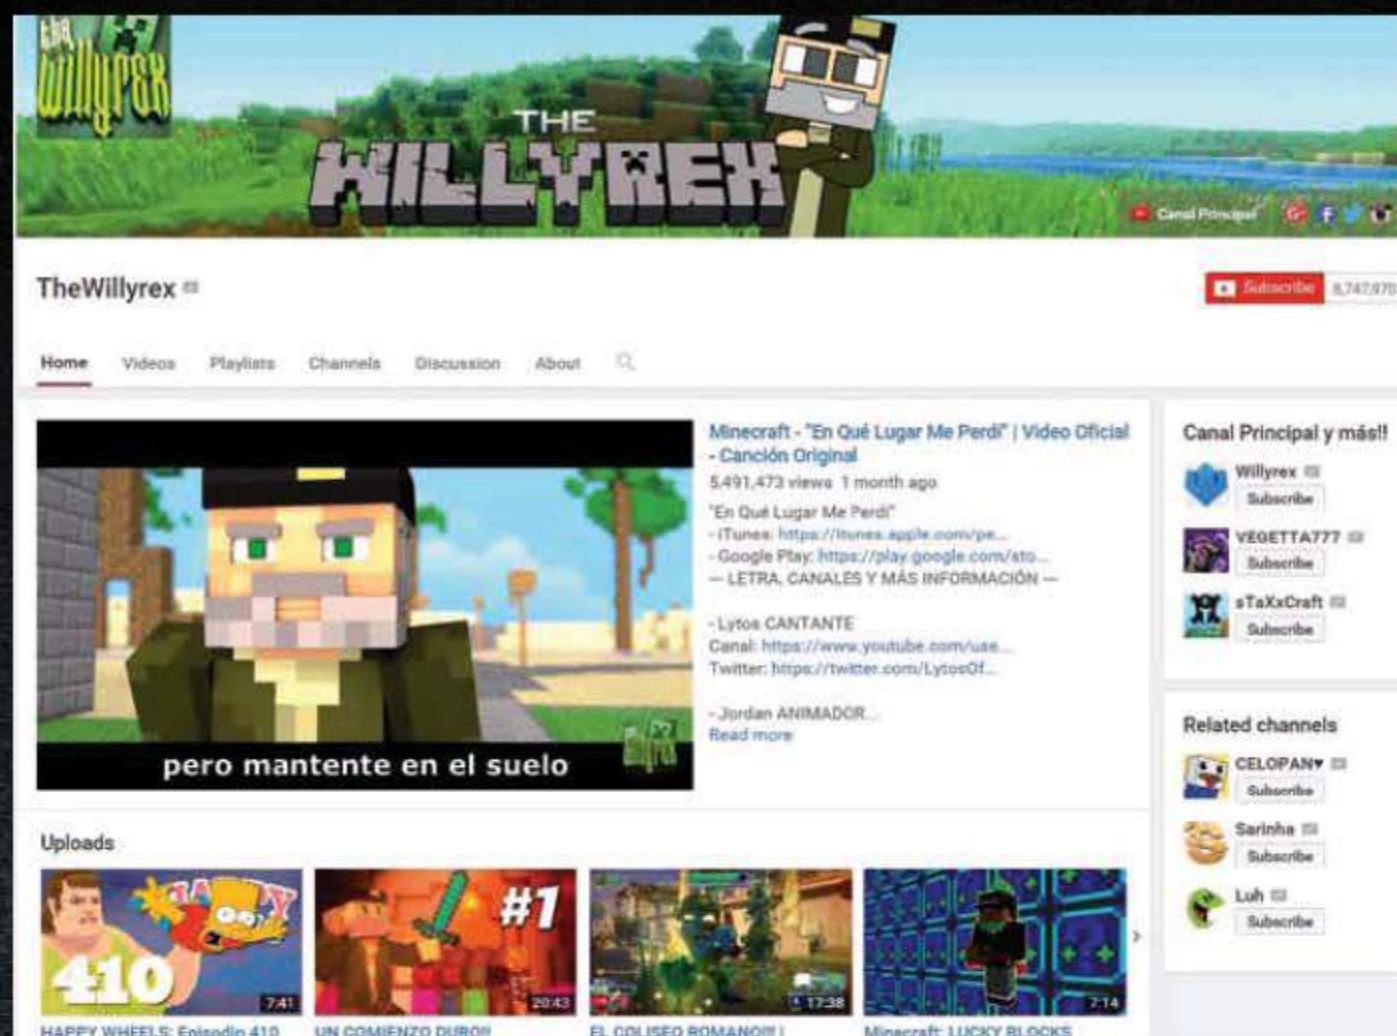 the
willyrex
THE
WILLYREX
Canal Principal
TheWillyrex
Subscribe 8,747,970
Home Videos Playlists Channels Discussion About
Minecraft - "En Qué Lugar Me Perdí" | Video Oficial
- Canción Original
5,491,473 views 1 month ago
"En Qué Lugar Me Perdí"
- iTunes: https://itunes.apple.com/pe...
- Google Play: https://play.google.com/sto...
— LETRA, CANALES Y MÁS INFORMACIÓN —
- Lytos CANTANTE
Canal: https://www.youtube.com/use...
Twitter: https://twitter.com/LytosOf...
- Jordan ANIMADOR...
Read more
pero mantente en el suelo
Canal Principal y más!!
Willyrex
Subscribe
VEGETTA777
Subscribe
sTaXxCraft
Subscribe
Related channels
CELOPAN♥
Subscribe
Sarinha
Subscribe
Luh
Subscribe
Uploads
410
7:41
#1
20:43
17:38
7:14
HAPPY WHEELS: Episodio 410
UN COMIENZO DURO!!
EL COLISEO ROMANO!!! |
Minecraft: LUCKY BLOCKS